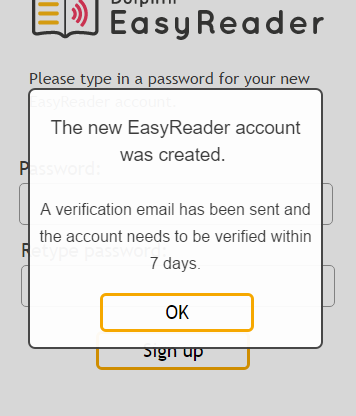 Dolphin
EasyReader
Please type in a password for your new
EasyReader account.
The new EasyReader account
was created.
Password:
A verification email has been sent and
the account needs to be verified within
Retype password:
7 days.
OK
Sign up